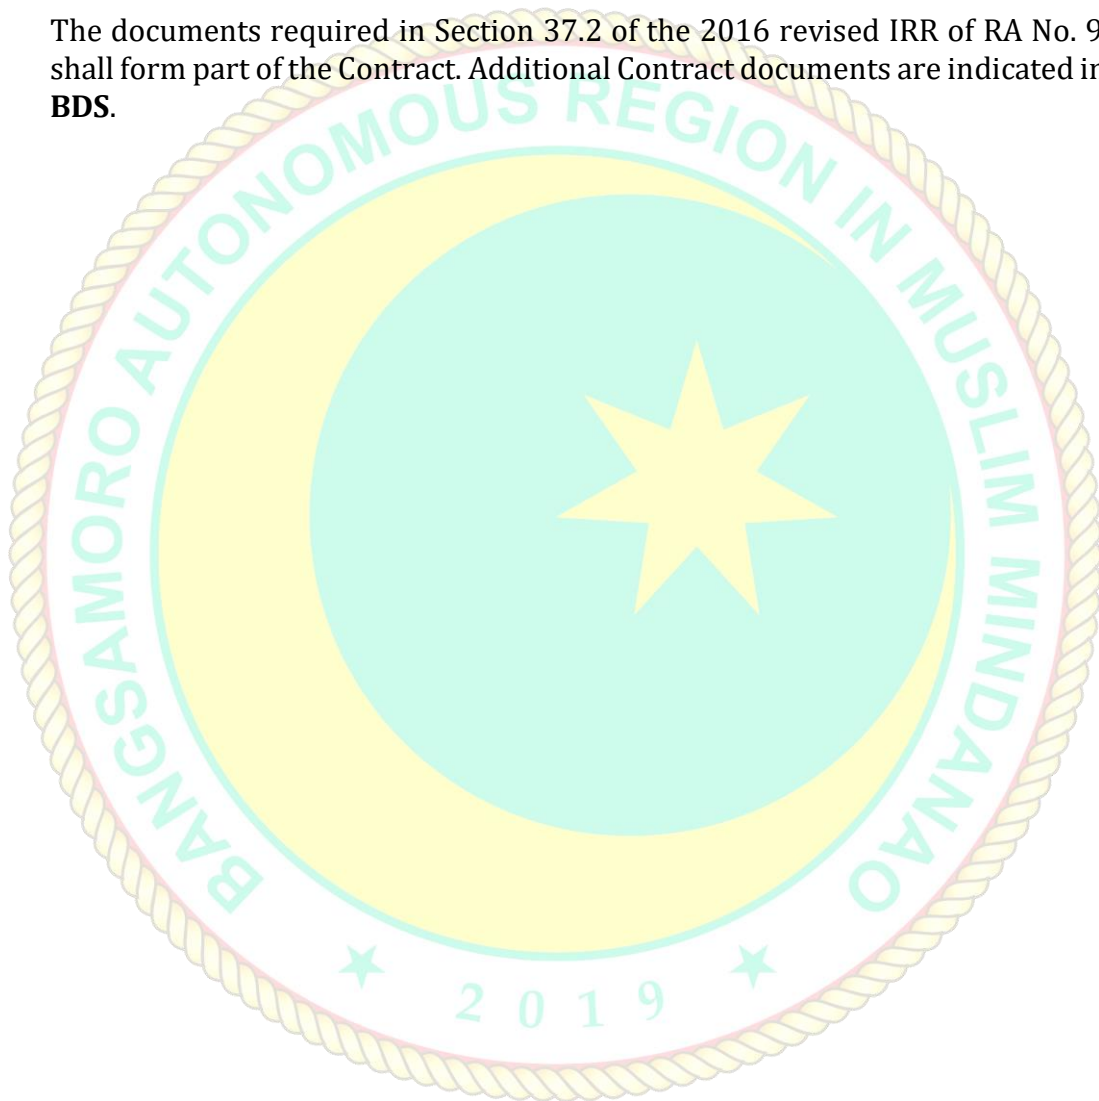 The documents required in Section 37.2 of the 2016 revised IRR of RA No. 9
shall form part of the Contract. Additional Contract documents are indicated in
BDS.
BANGSAMORO AUTONOMOUS REGION IN MUSLIM MINDANAO
2019